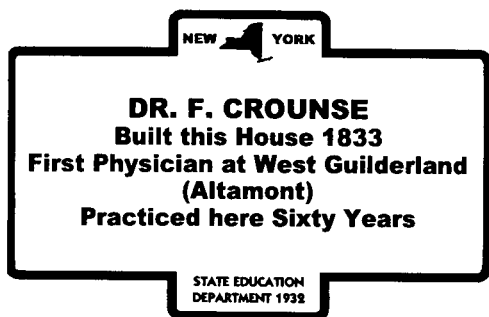 NEW YORK
DR. F. CROUNSE
Built this House 1833
First Physician at West Guilderland
(Altamont)
Practiced here Sixty Years
STATE EDUCATION
DEPARTMENT 1932